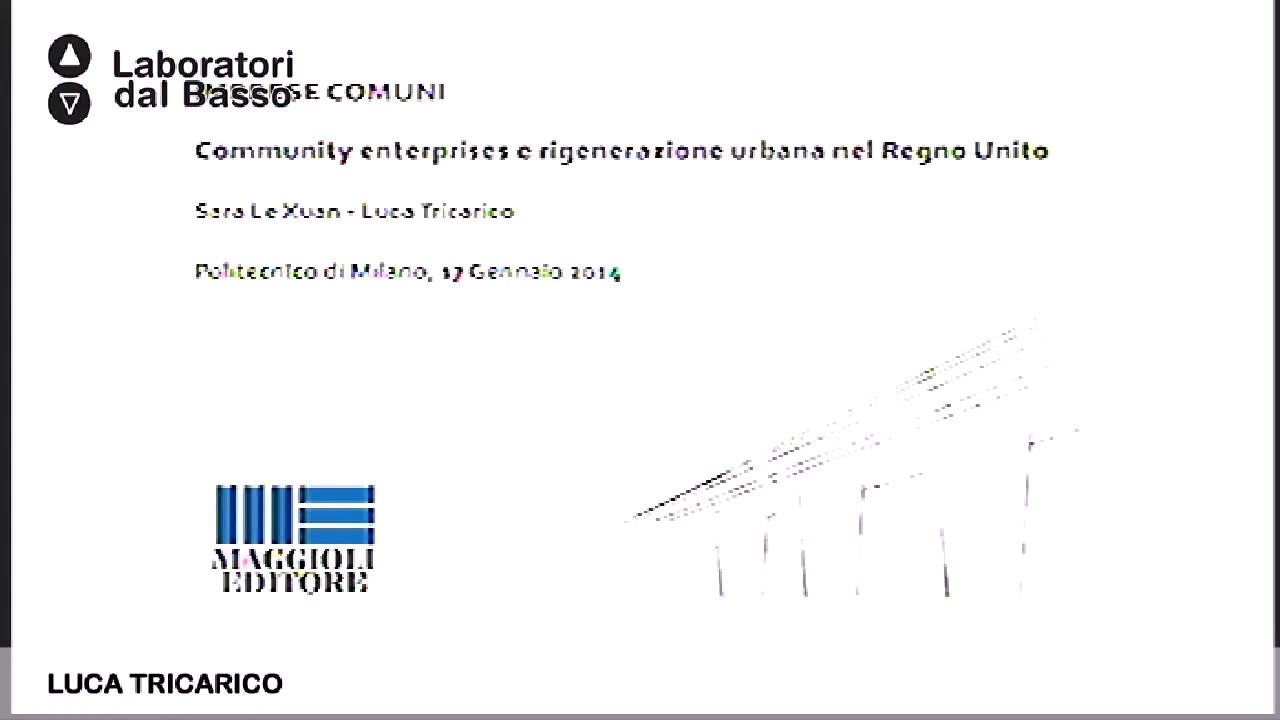 Laboratori
dal Basso
COMUNI
Community enterprises e rigenerazione urbana nel Regno Unito
Sara Le Xuan - Luca Tricarico
Politecnico di Milano, 17 Gennaio 2014
MAGGIOLI
EDITORE
LUCA TRICARICO